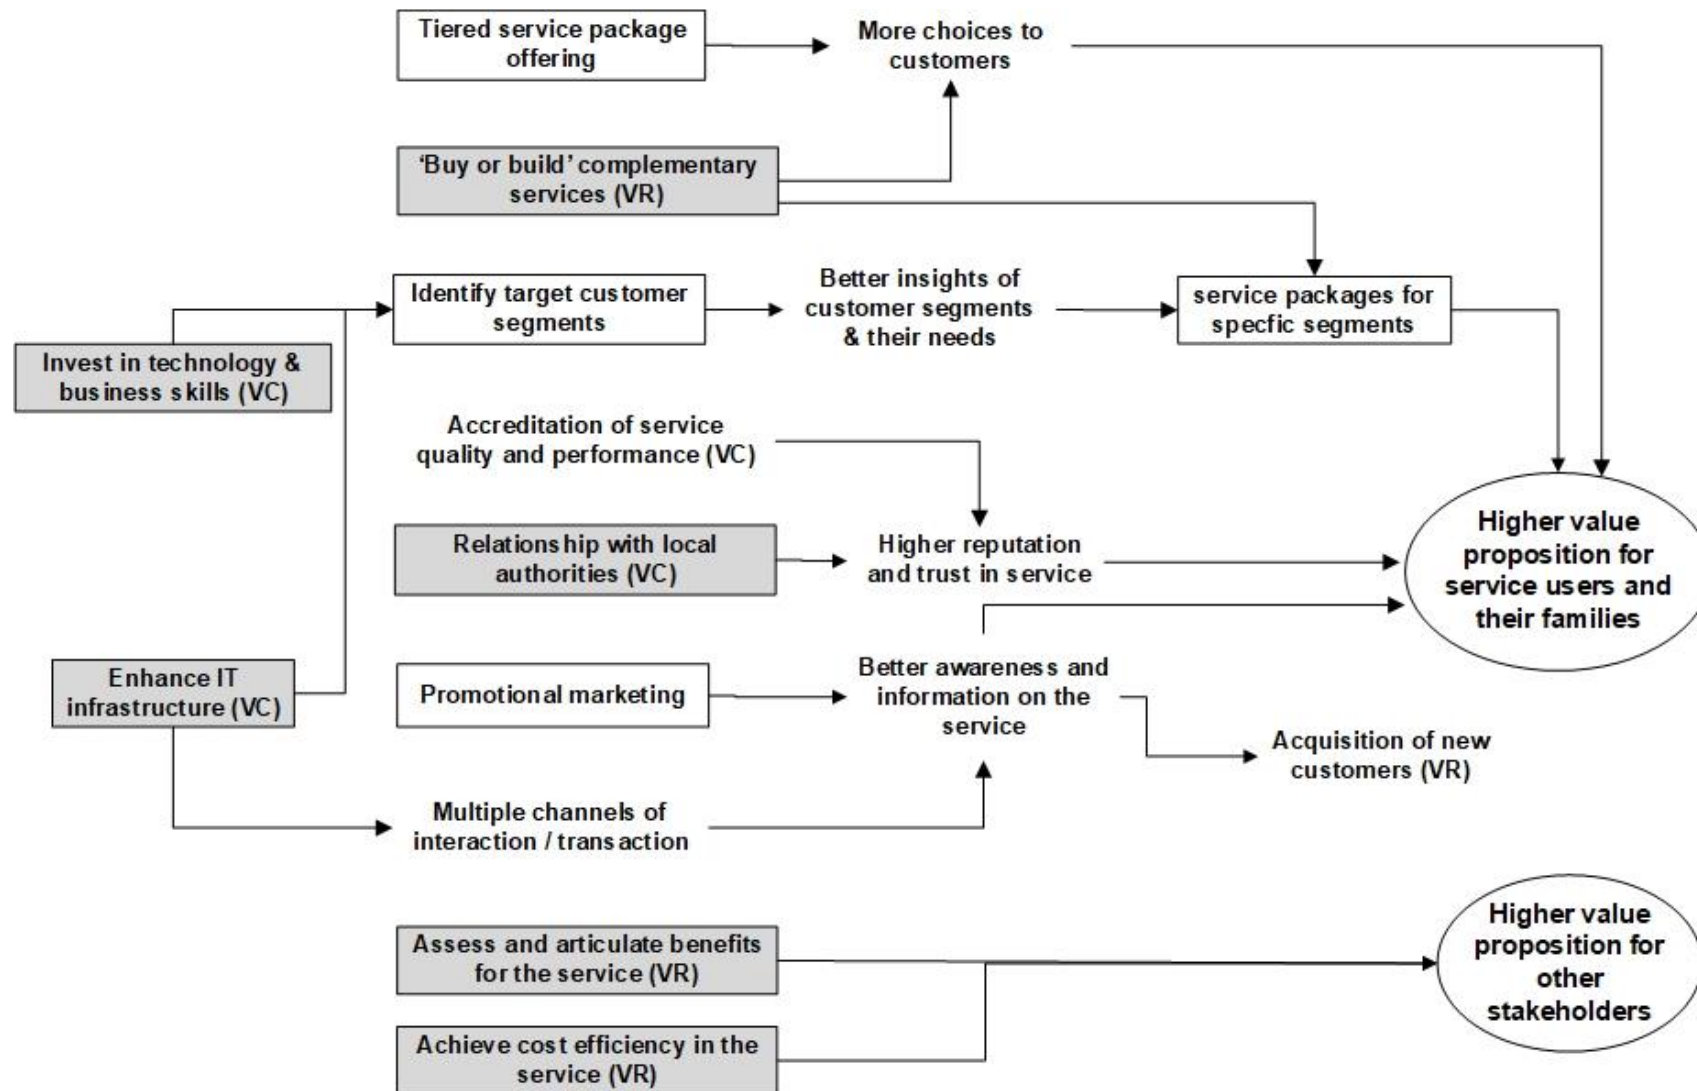 Tiered service package
offering
More choices to
customers
‘Buy or build’ complementary
services (VR)
Identify target customer
segments
Better insights of
customer segments
& their needs
service packages for
specfic segments
Invest in technology &
business skills (VC)
Accreditation of service
quality and performance (VC)
Relationship with local
authorities (VC)
Higher reputation
and trust in service
Higher value
proposition for
service users and
their families
Enhance IT
infrastructure (VC)
Promotional marketing
Better awareness and
information on the
service
Acquisition of new
customers (VR)
Multiple channels of
interaction / transaction
Assess and articulate benefits
for the service (VR)
Higher value
proposition for
other
stakeholders
Achieve cost efficiency in the
service (VR)